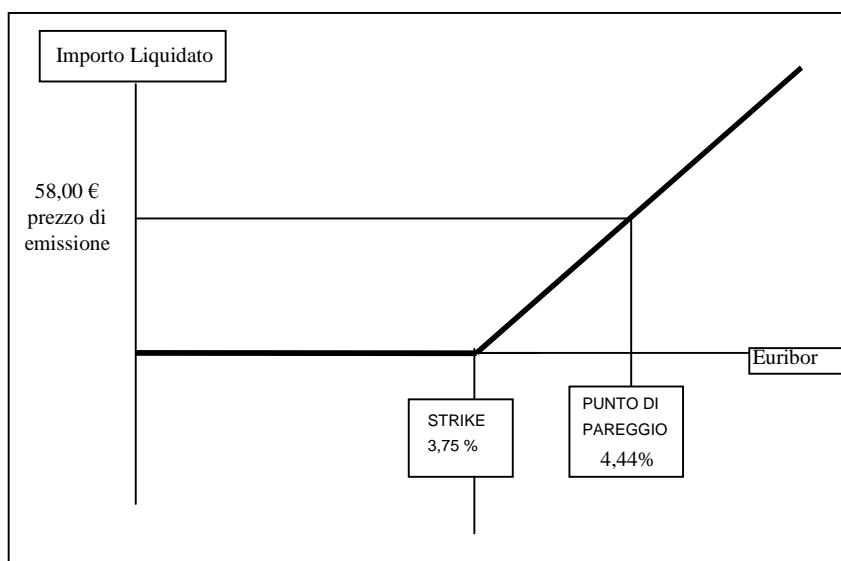 Importo Liquidato
58,00 €
prezzo di
emissione
Euribor
STRIKE
3,75 %
PUNTO DI
PAREGGIO
4,44%